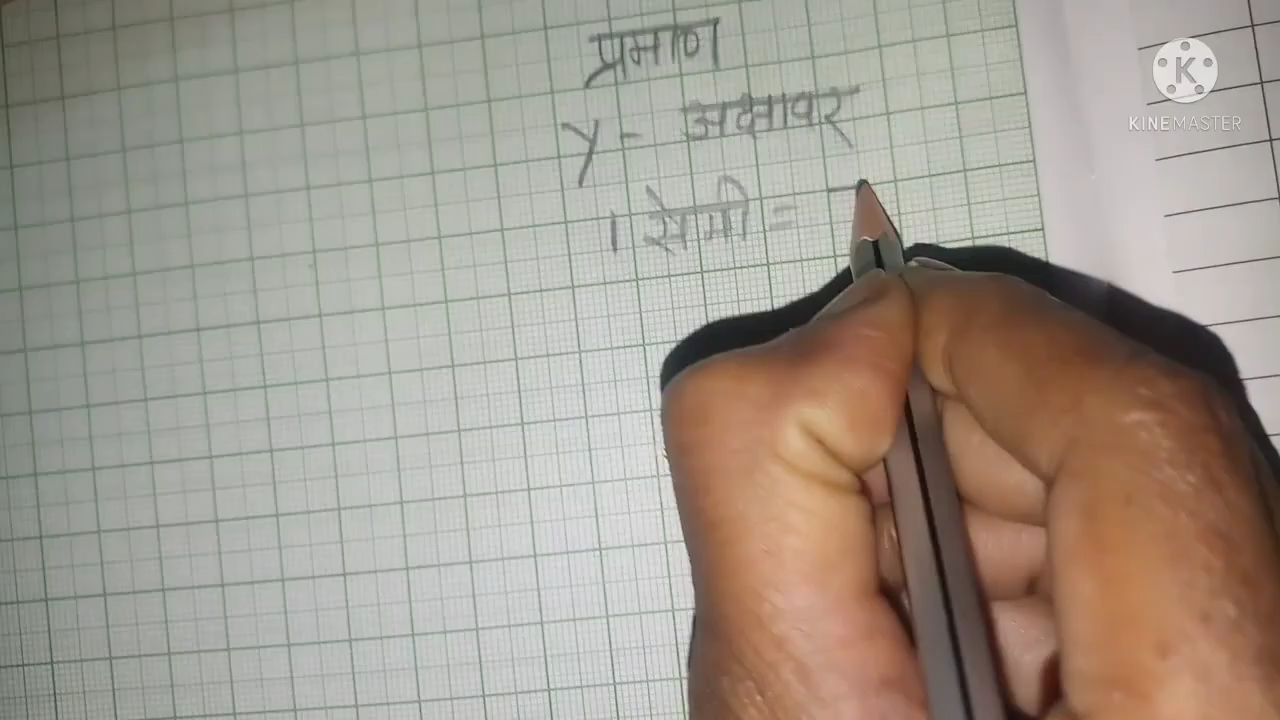 प्रमाण
y - अक्षावर
1 सेमी =
KINEMASTER